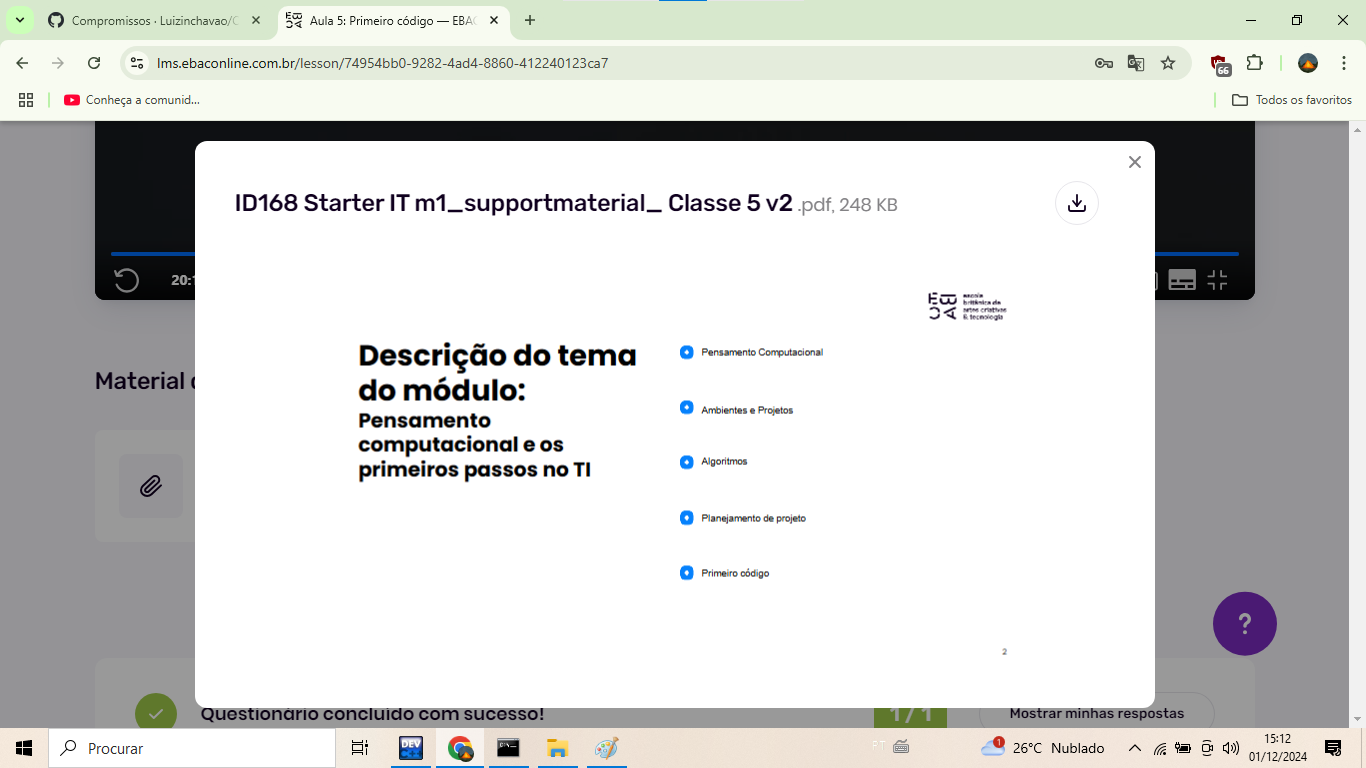 Compromissos · Luizinchavao/C
Aula 5: Primeiro código — EBAC
lms.ebaconline.com.br/lesson/74954bb0-9282-4ad4-8860-412240123ca7
66
Conheça a comunid...
Todos os favoritos
ID168 Starter IT m1_supportmaterial_ Classe 5 v2 .pdf, 248 KB
20:1
EBAC
escola
britânica de
artes criativas
& tecnologia
Descrição do tema
do módulo:
Pensamento
computacional e os
primeiros passos no TI
Pensamento Computacional
Ambientes e Projetos
Algoritmos
Planejamento de projeto
Primeiro código
2
Material
?
Questionário concluído com sucesso!
1 / 1
Mostrar minhas respostas
Procurar
DEV
PT
1
26°C Nublado
15:12
01/12/2024